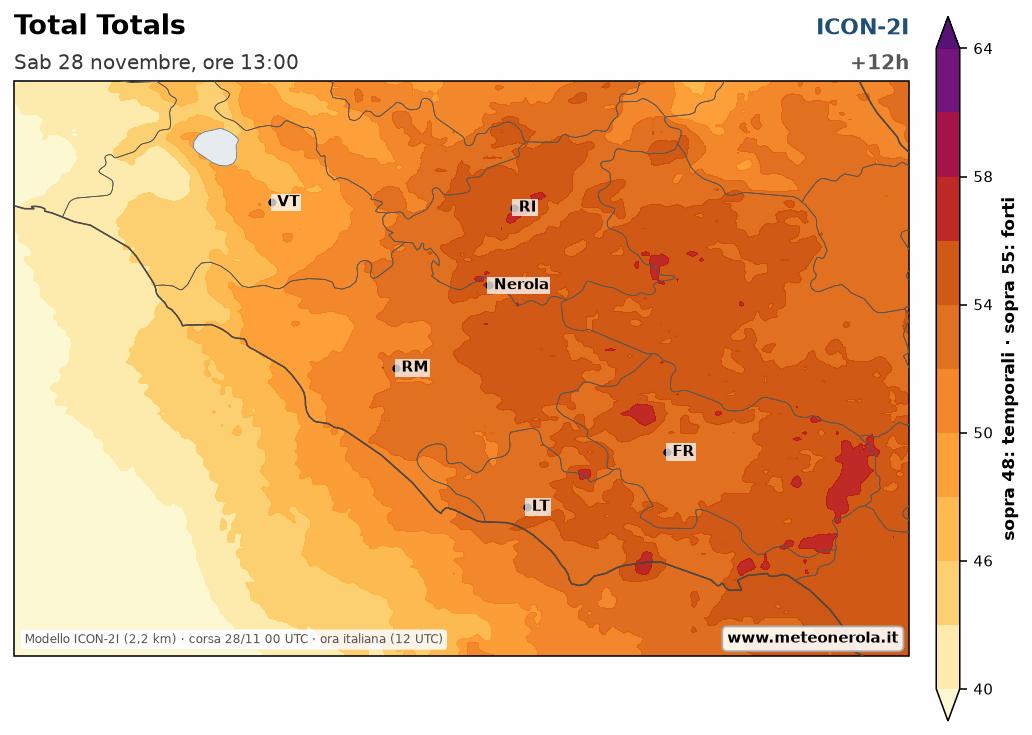 Total Totals
ICON-2I
Sab 28 novembre, ore 13:00
+12h
64
58
54
50
46
40
sopra 48: temporali · sopra 55: forti
VT
RI
Nerola
RM
FR
LT
Modello ICON-2I (2,2 km) · corsa 28/11 00 UTC · ora italiana (12 UTC)
www.meteonerola.it